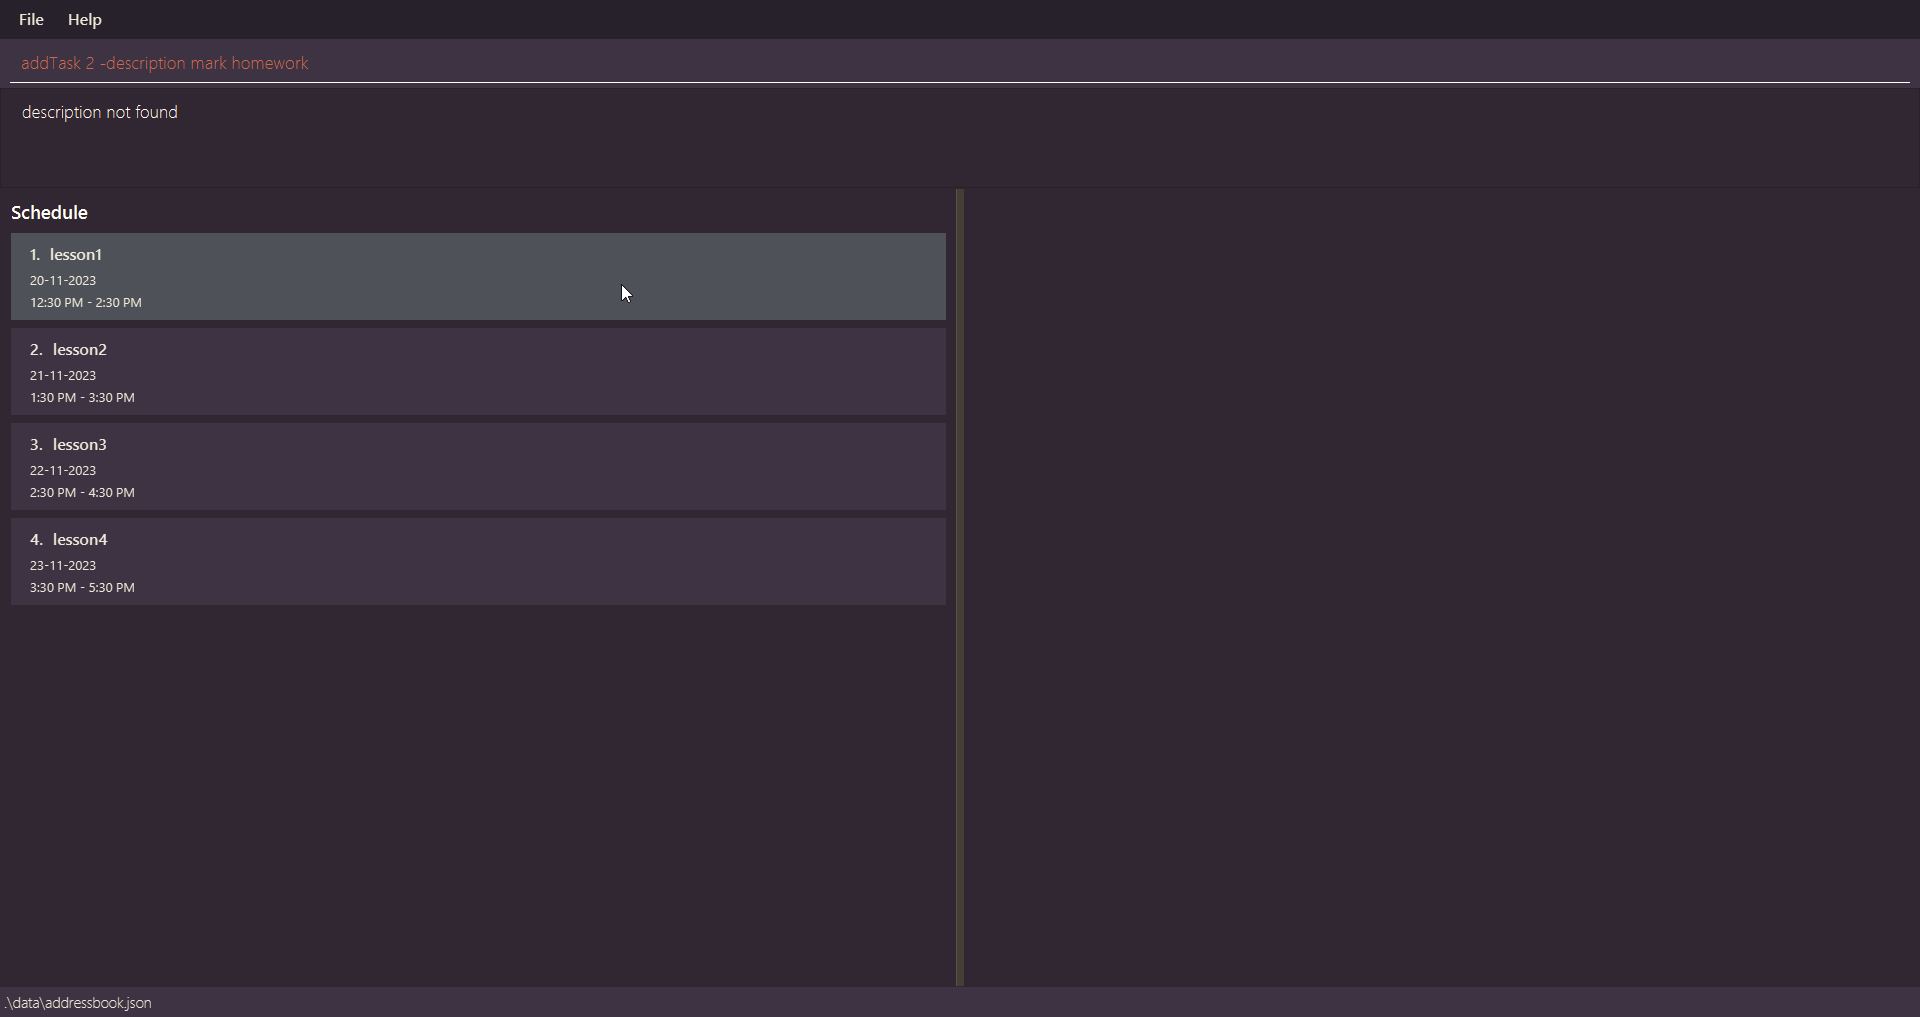 File Help
addTask 2 -description mark homework
description not found
Schedule
1. lesson1
20-11-2023
12:30 PM - 2:30 PM
2. lesson2
21-11-2023
1:30 PM - 3:30 PM
3. lesson3
22-11-2023
2:30 PM - 4:30 PM
4. lesson4
23-11-2023
3:30 PM - 5:30 PM
.\data\addressbook.json